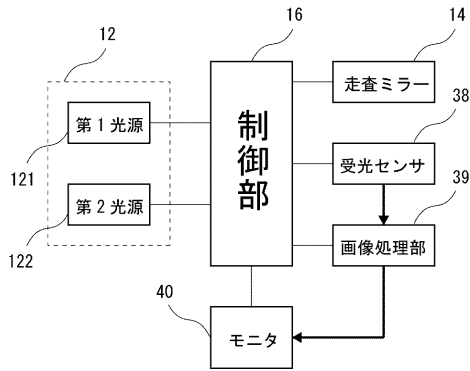 12
16
14
第1光源
121
第2光源
122
制御部
走査ミラー
38
受光センサ
39
画像処理部
40
モニタ